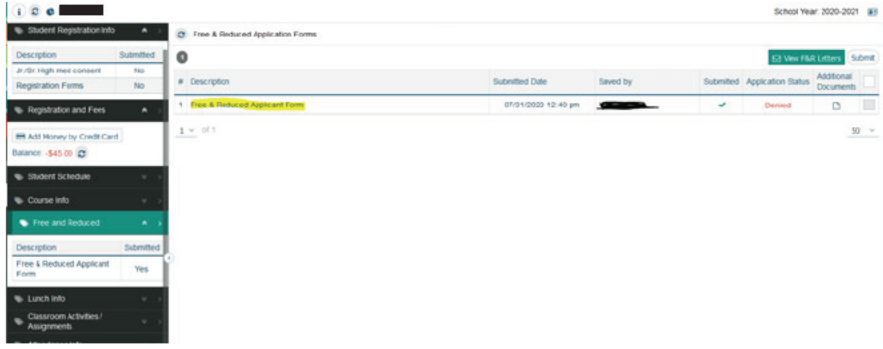 School Year: 2020-2021
Student Registration Info
Description Submitted
Jr./Sr. High med consent No
Registration Forms No
Registration and Fees
Add Money by Credit Card
Balance: -$45.00
Student Schedule
Course Info
Free and Reduced
Description Submitted
Free & Reduced Applicant Form Yes
Lunch Info
Classroom Activities / Assignments
Free & Reduced Application Forms
View F&R Letters Submit
# Description Submitted Date Saved by Submitted Application Status Additional Documents
1 Free & Reduced Applicant Form 07/31/2020 12:40 pm Denied
1 of 1
50